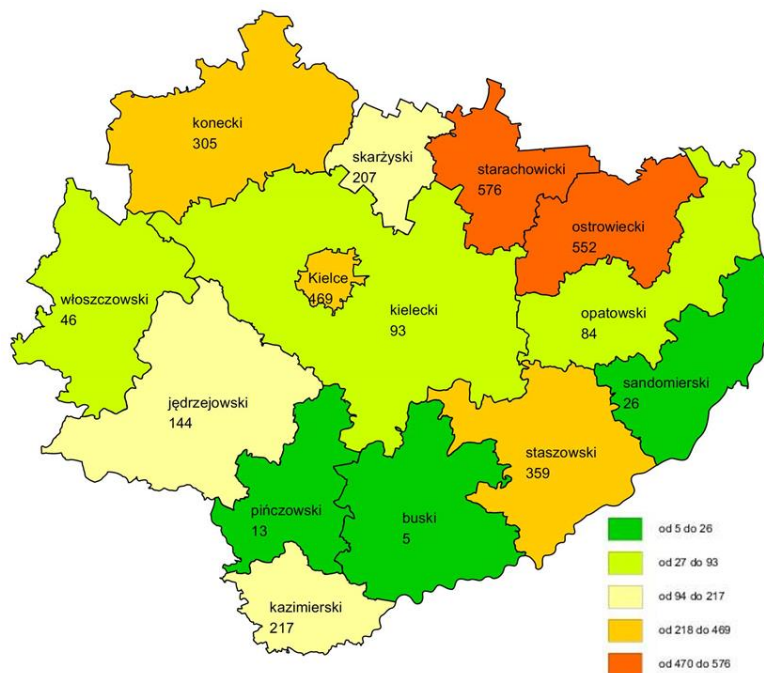 konecki
305
skarżyski
207
starachowicki
576
ostrowiecki
552
Kielce
469
włoszczowski
46
kielecki
93
opatowski
84
sandomierski
26
jędrzejowski
144
staszowski
359
pińczowski
13
buski
5
kazimierski
217
od 5 do 26
od 27 do 93
od 94 do 217
od 218 do 469
od 470 do 576